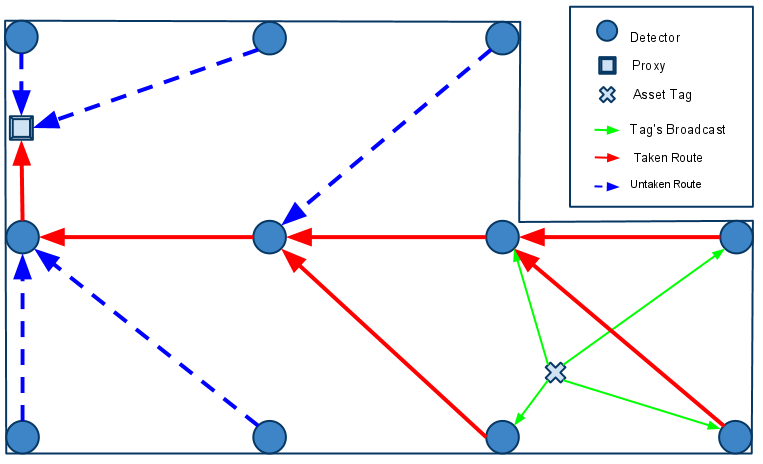 Detector
Proxy
Asset Tag
Tag's Broadcast
Taken Route
Untaken Route